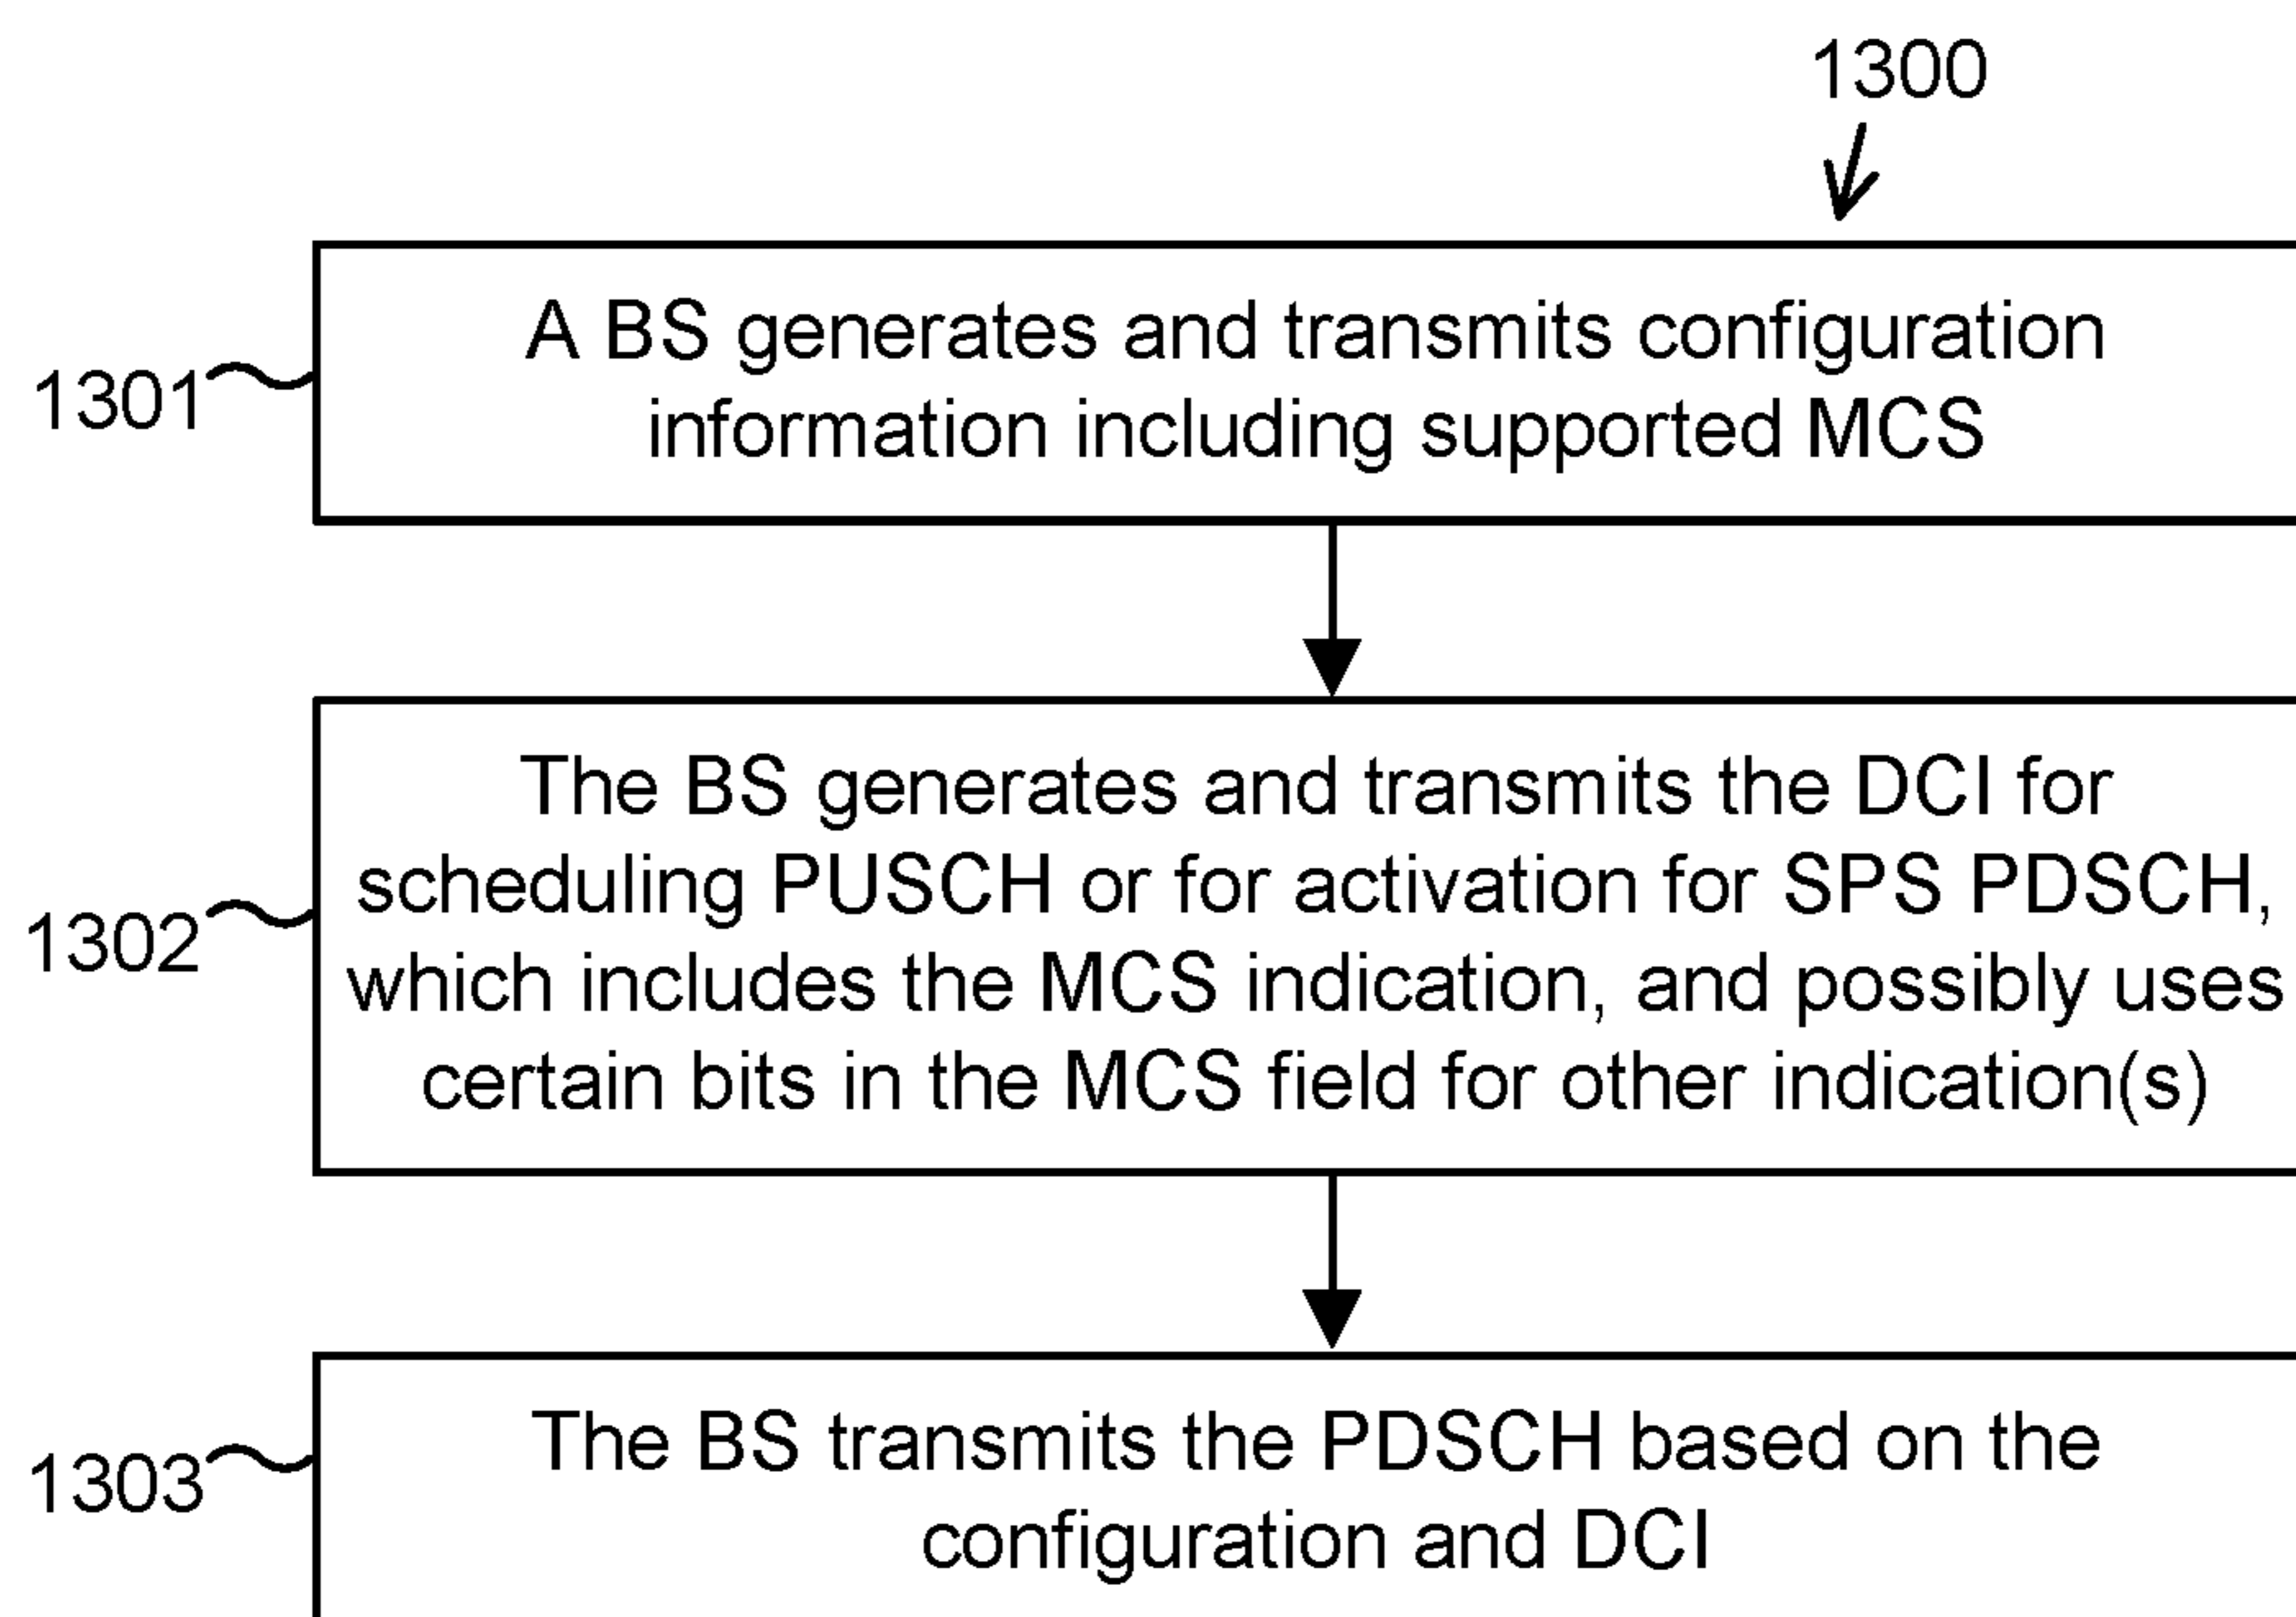 1300
A BS generates and transmits configuration
1301
information including supported MCS
The BS generates and transmits the DCI for
scheduling PUSCH or for activation for SPS PDSCH,
1302
which includes the MCS indication, and possibly uses
certain bits in the MCS field for other indication(s)
The BS transmits the PDSCH based on the
1303
configuration and DCI